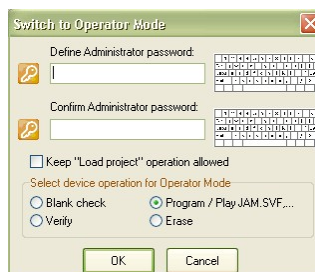 Switch to Operator Mode
Define Administrator password:
Confirm Administrator password:
Keep "Load project" operation allowed
Select device operation for Operator Mode
Blank check
Program / Play JAM.SVF,...
Verify
Erase
OK
Cancel